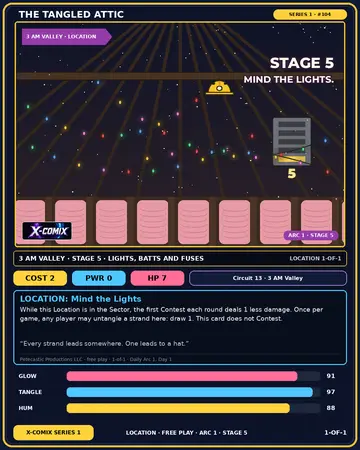 THE TANGLED ATTIC
SERIES 1 · #104
3 AM VALLEY · LOCATION
STAGE 5
MIND THE LIGHTS.
5
X-COMIX
ARC 1 · STAGE 5
3 AM VALLEY · STAGE 5 · LIGHTS, BATTS AND FUSES
LOCATION 1-OF-1
COST 2
PWR 0
HP 7
Circuit 13 · 3 AM Valley
LOCATION: Mind the Lights
While this Location is in the Sector, the first Contest each round deals 1 less damage. Once per
game, any player may untangle a strand here: draw 1. This card does not Contest.
"Every strand leads somewhere. One leads to a hat."
Pelecastic Productions LLC · free play · 1-of-1 · Daily Arc 1, Day 1
GLOW
91
TANGLE
97
HUM
88
X-COMIX SERIES 1
LOCATION · FREE PLAY · ARC 1 · STAGE 5
1-OF-1